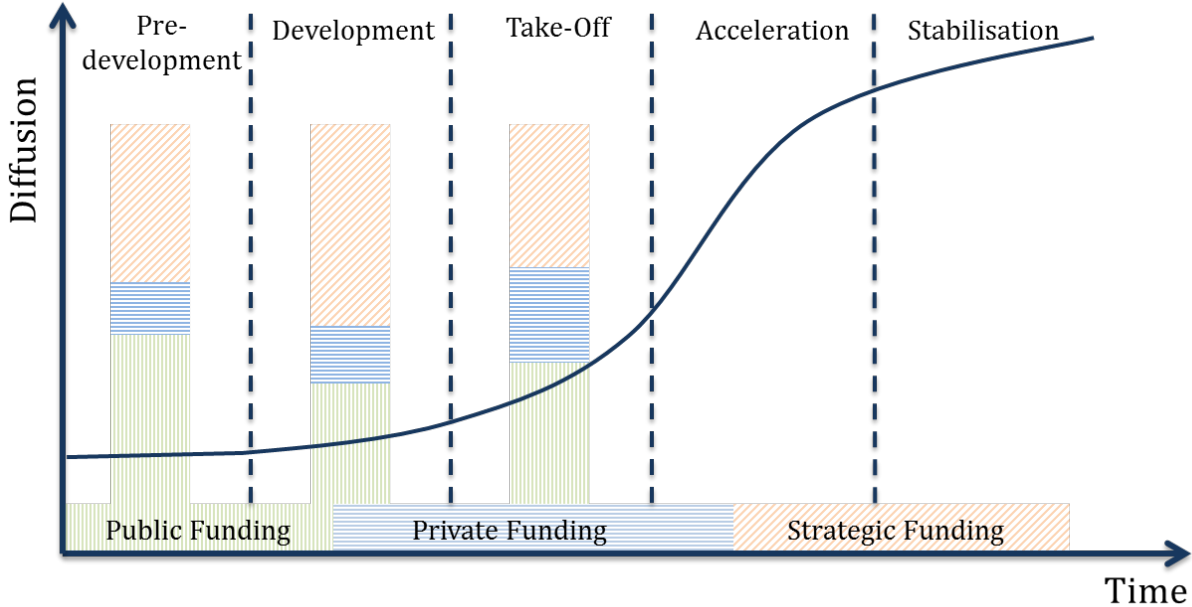 Pre-
development
Development
Take-Off
Acceleration
Stabilisation
Diffusion
Public Funding
Private Funding
Strategic Funding
Time